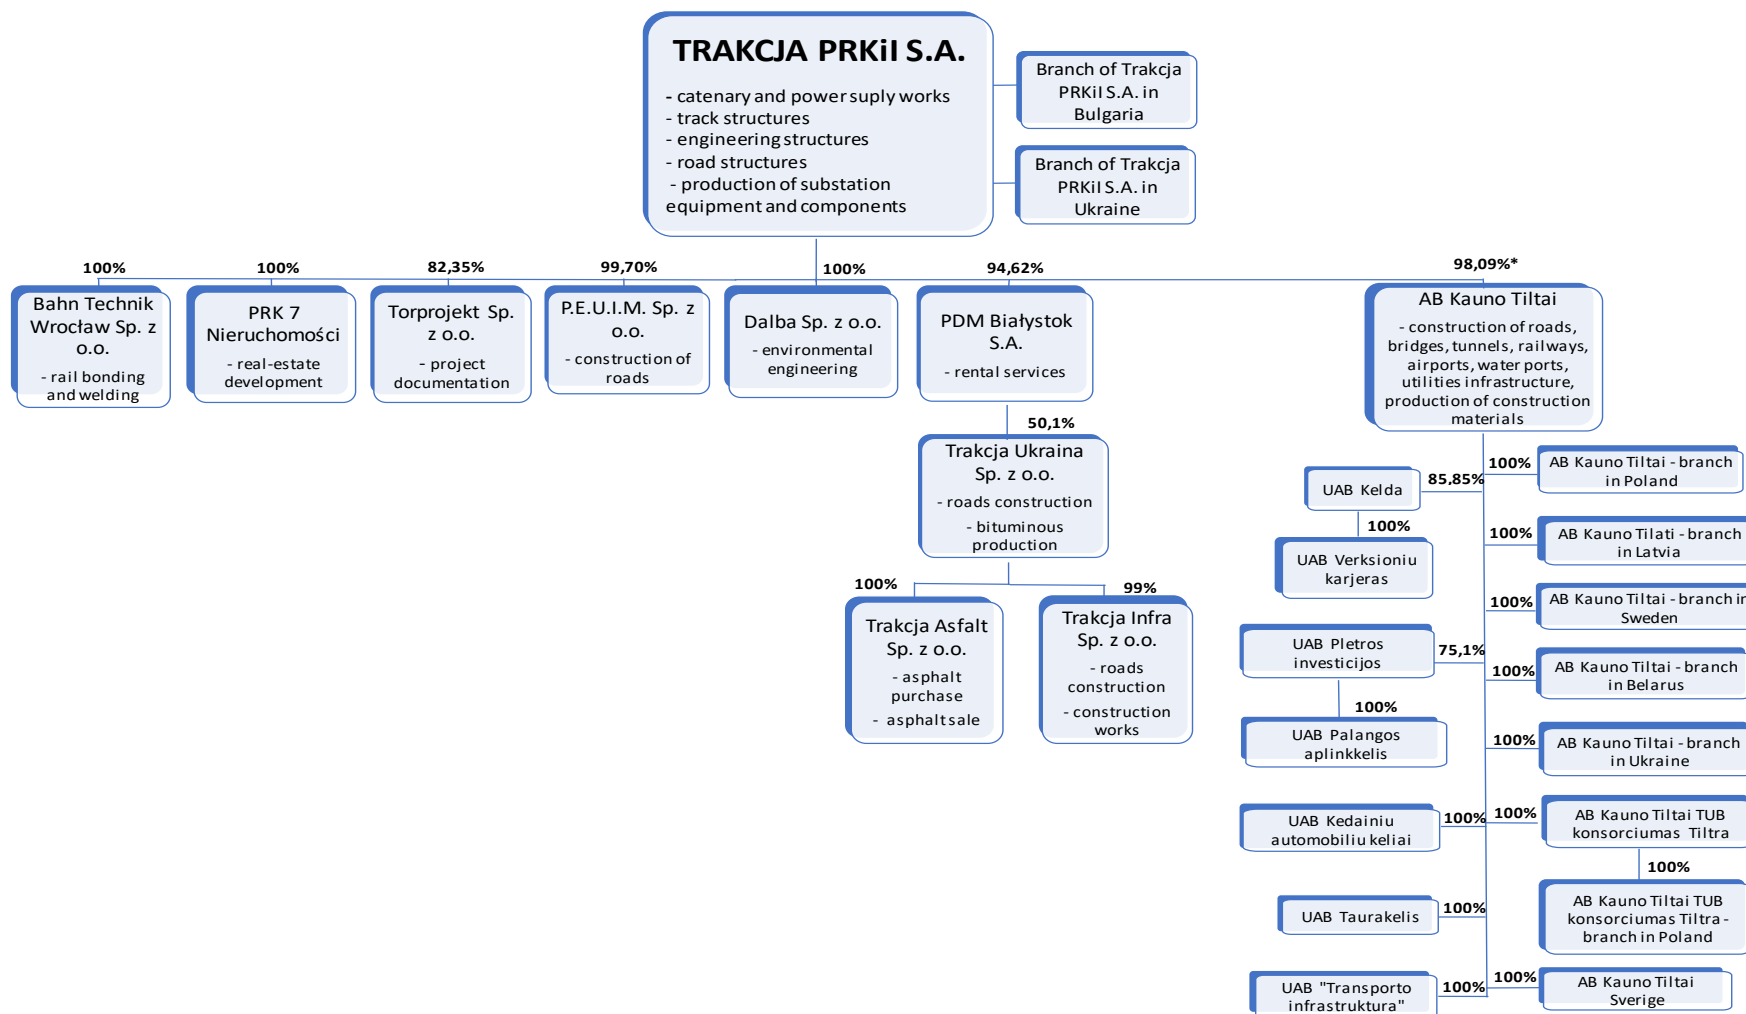 TRAKCJA PRKiI S.A.
- catenary and power suply works
- track structures
- engineering structures
- road structures
- production of substation
equipment and components
Branch of Trakcja
PRKiI S.A. in
Bulgaria
Branch of Trakcja
PRKiI S.A. in
Ukraine
100%
Bahn Technik
Wrocław Sp. z
o.o.
- rail bonding
and welding
100%
PRK 7
Nieruchomości
- real-estate
development
82,35%
Torprojekt Sp.
z o.o.
- project
documentation
99,70%
P.E.U.I.M. Sp. z
o.o.
- construction of
roads
100%
Dalba Sp. z o.o.
- environmental
engineering
94,62%
PDM Białystok
S.A.
- rental services
98,09%*
AB Kauno Tiltai
- construction of roads,
bridges, tunnels, railways,
airports, water ports,
utilities infrastructure,
production of construction
materials
50,1%
Trakcja Ukraina
Sp. z o.o.
- roads construction
- bituminous
production
100%
Trakcja Asfalt
Sp. z o.o.
- asphalt
purchase
- asphalt sale
99%
Trakcja Infra
Sp. z o.o.
- roads
construction
- construction
works
85,85%
UAB Kelda
100%
UAB Verksioniu
karjeras
75,1%
UAB Pletros
investicijos
100%
UAB Palangos
aplinkkelis
100%
UAB Kedainiu
automobiliu keliai
100%
UAB Taurakelis
100%
UAB "Transporto
infrastruktura"
100%
AB Kauno Tiltai - branch
in Poland
100%
AB Kauno Tilati - branch
in Latvia
100%
AB Kauno Tiltai - branch in
Sweden
100%
AB Kauno Tiltai - branch
in Belarus
100%
AB Kauno Tiltai - branch
in Ukraine
100%
AB Kauno Tiltai TUB
konsorciumas Tiltra
100%
AB Kauno Tiltai TUB
konsorciumas Tiltra -
branch in Poland
100%
AB Kauno Tiltai
Sverige